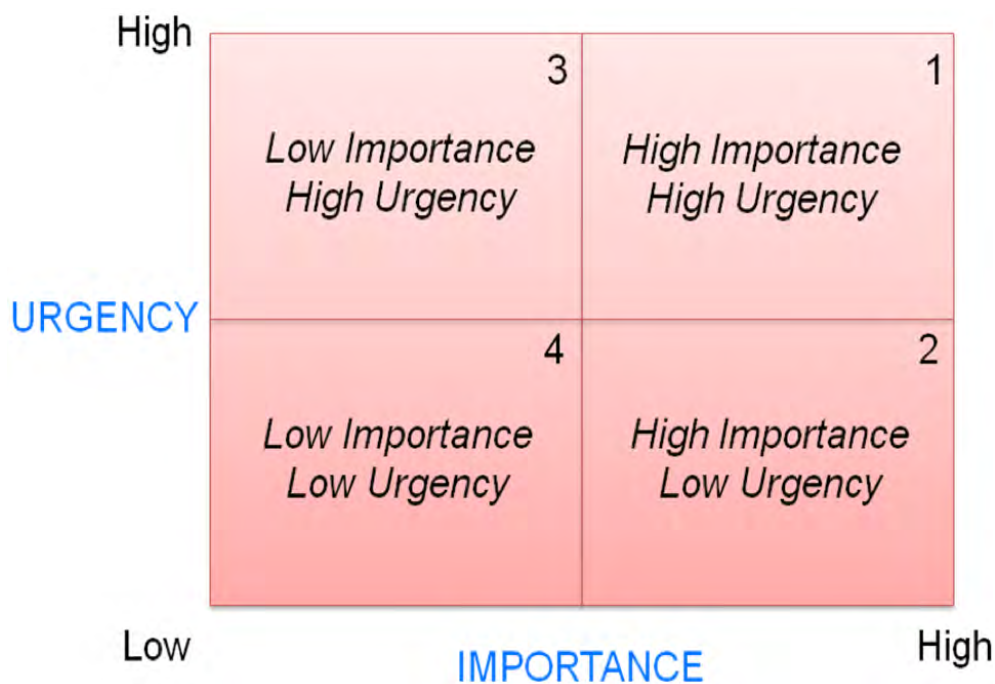 High
3
1
Low Importance
High Urgency
High Importance
High Urgency
URGENCY
4
2
Low Importance
Low Urgency
High Importance
Low Urgency
Low
IMPORTANCE
High